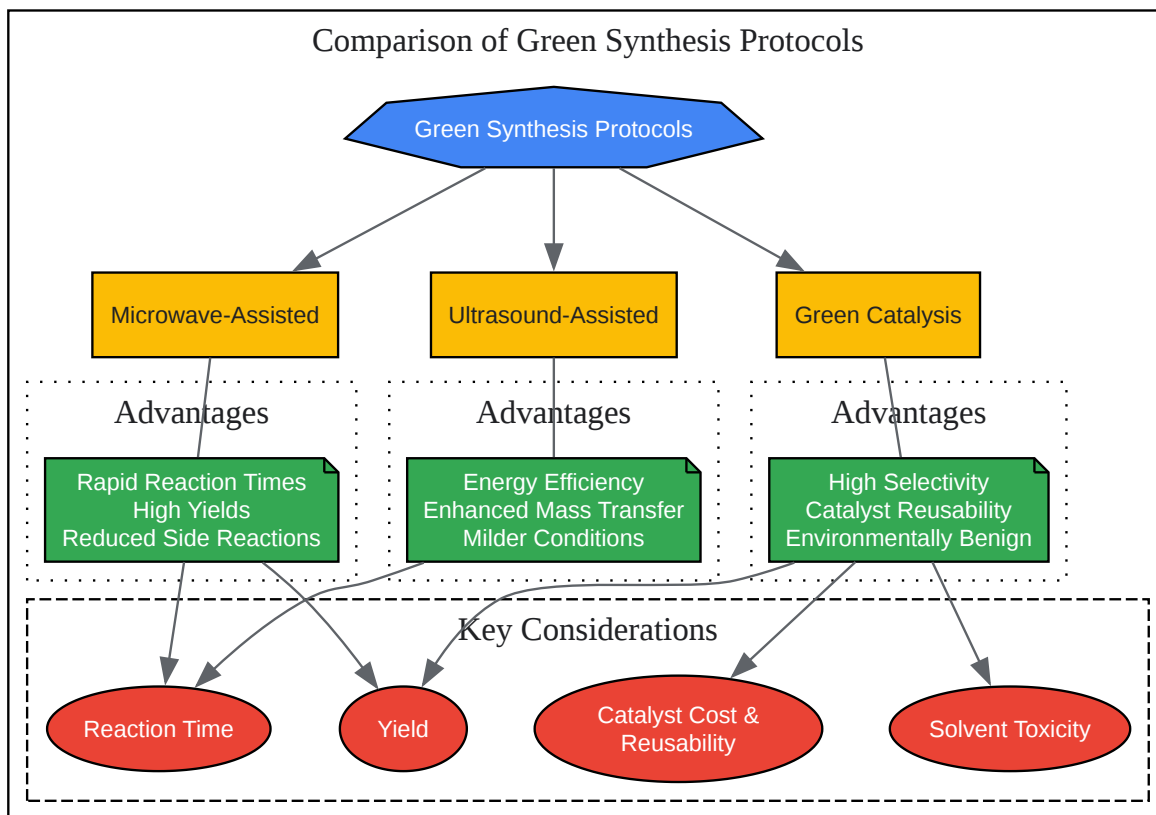 Comparison of Green Synthesis Protocols
Green Synthesis Protocols
Microwave-Assisted
Ultrasound-Assisted
Green Catalysis
Advantages
Advantages
Advantages
Rapid Reaction Times
High Yields
Reduced Side Reactions
Energy Efficiency
Enhanced Mass Transfer
Milder Conditions
High Selectivity
Catalyst Reusability
Environmentally Benign
Key Considerations
Reaction Time
Yield
Catalyst Cost &
Reusability
Solvent Toxicity